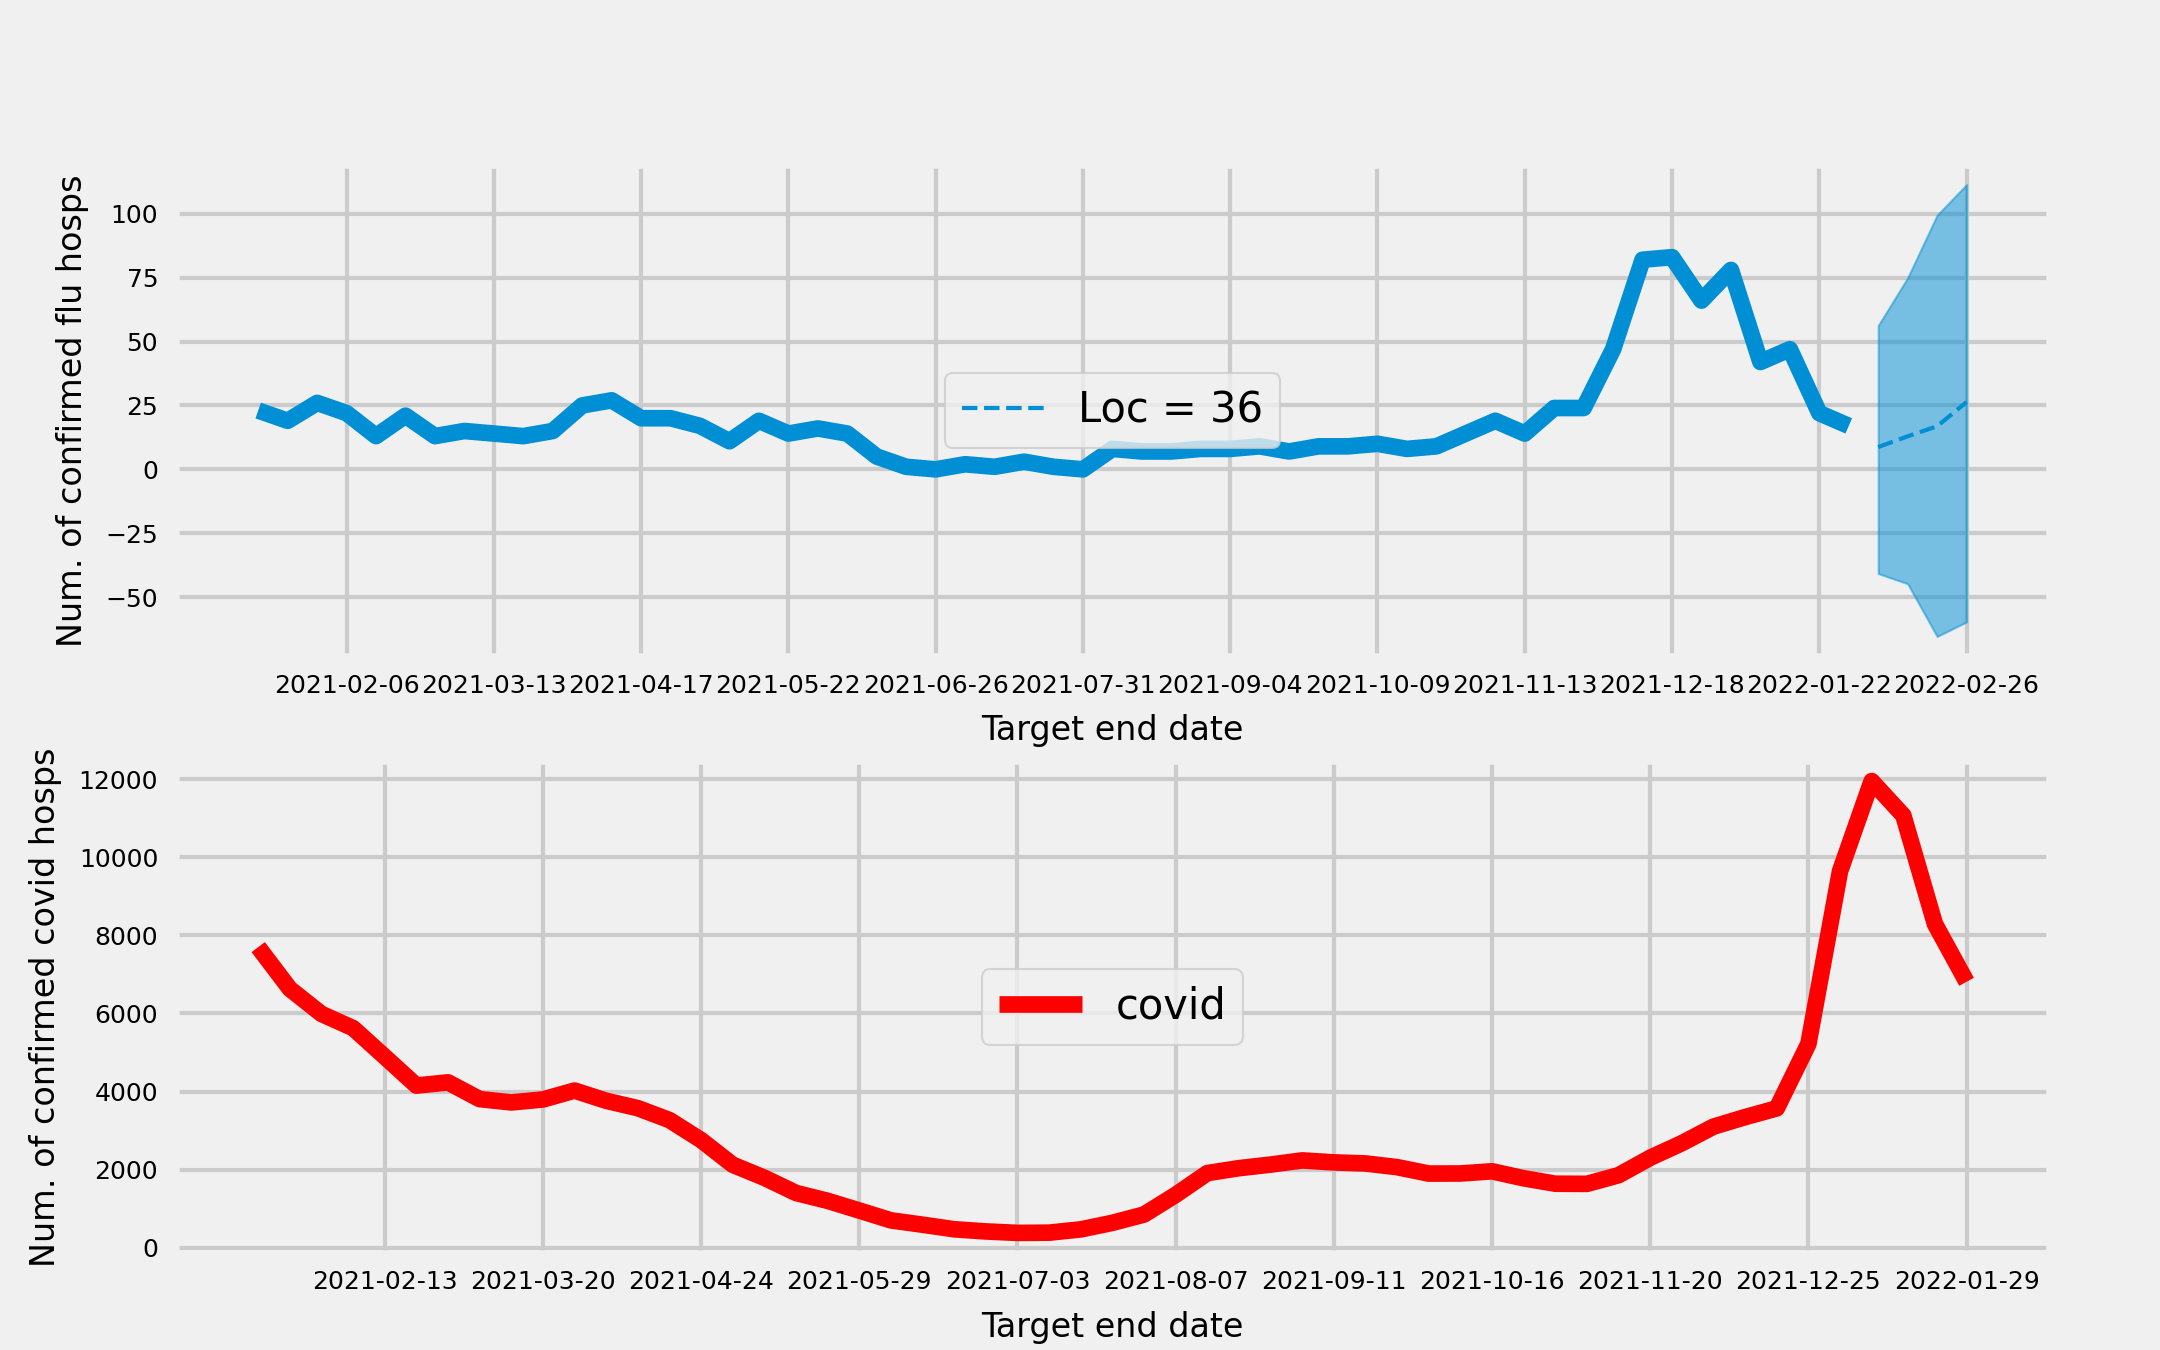 Num. of confirmed flu hosps
100
75
50
25
0
−25
−50
Loc = 36
2021-02-06 2021-03-13 2021-04-17 2021-05-22 2021-06-26 2021-07-31 2021-09-04 2021-10-09 2021-11-13 2021-12-18 2022-01-22 2022-02-26
Target end date
Num. of confirmed covid hosps
12000
10000
8000
6000
4000
2000
0
covid
2021-02-13 2021-03-20 2021-04-24 2021-05-29 2021-07-03 2021-08-07 2021-09-11 2021-10-16 2021-11-20 2021-12-25 2022-01-29
Target end date